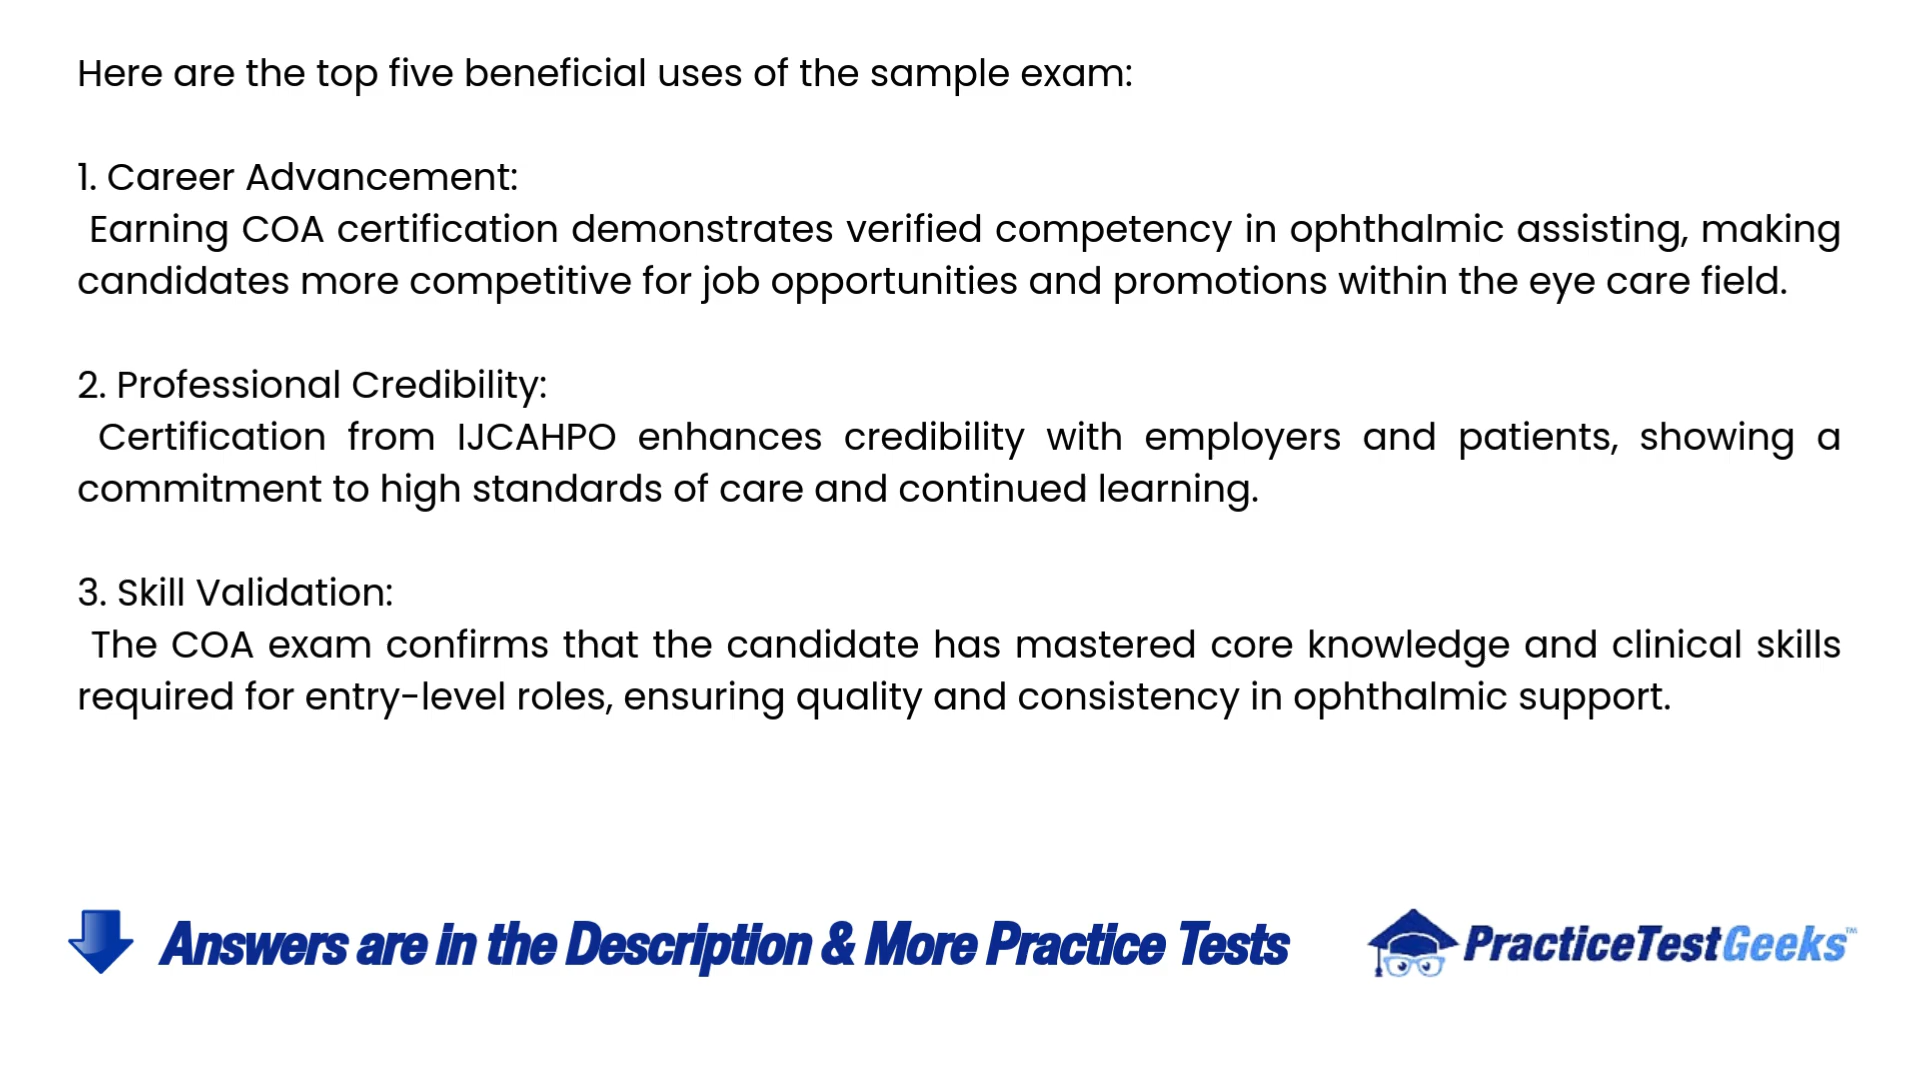 Here are the top five beneficial uses of the sample exam:
1. Career Advancement:
Earning COA certification demonstrates verified competency in ophthalmic assisting, making
candidates more competitive for job opportunities and promotions within the eye care field.
2. Professional Credibility:
Certification from IJCAHPO enhances credibility with employers and patients, showing a
commitment to high standards of care and continued learning.
3. Skill Validation:
The COA exam confirms that the candidate has mastered core knowledge and clinical skills
required for entry-level roles, ensuring quality and consistency in ophthalmic support.
Answers are in the Description & More Practice Tests
PracticeTestGeeks™